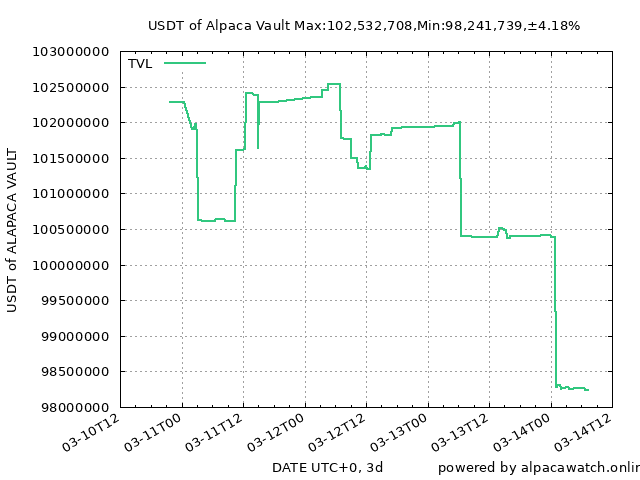 USDT of Alpaca Vault Max:102,532,708,Min:98,241,739,±4.18%
103000000
TVL
102500000
102000000
101500000
101000000
100500000
100000000
99500000
99000000
98500000
98000000
USDT of ALAPACA VAULT
03-10T12
03-11T00
03-11T12
03-12T00
03-12T12
03-13T00
03-13T12
03-14T00
03-14T12
DATE UTC+0, 3d
powered by alpacawatch.onlin